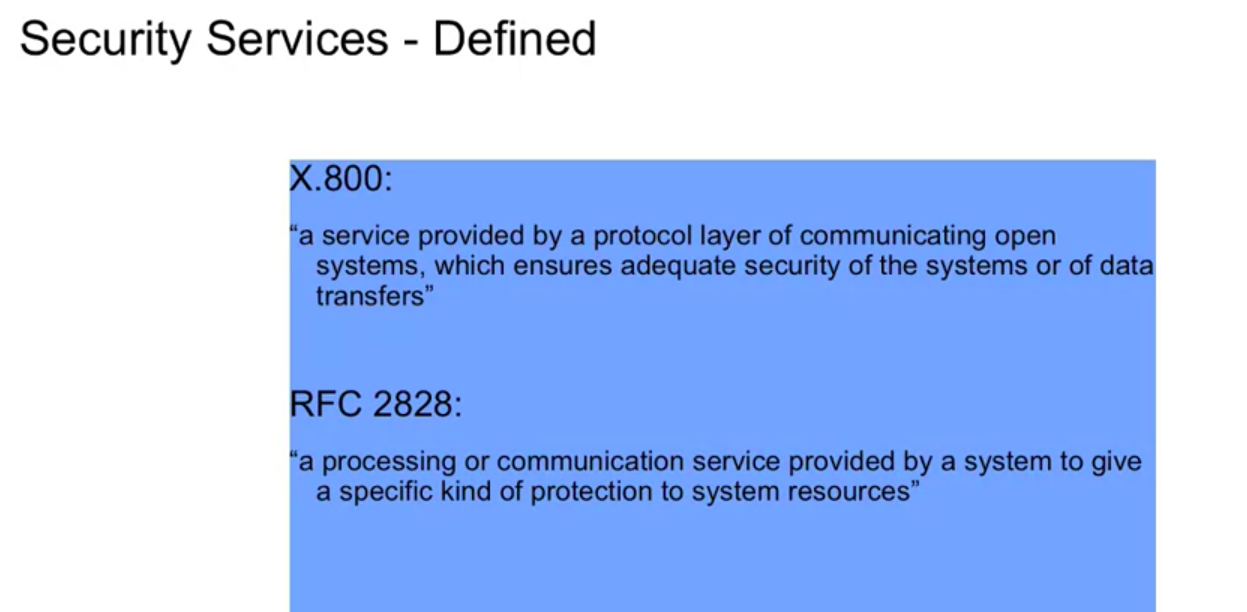 Security Services - Defined
X.800:
“a service provided by a protocol layer of communicating open
systems, which ensures adequate security of the systems or of data
transfers”
RFC 2828:
“a processing or communication service provided by a system to give
a specific kind of protection to system resources”